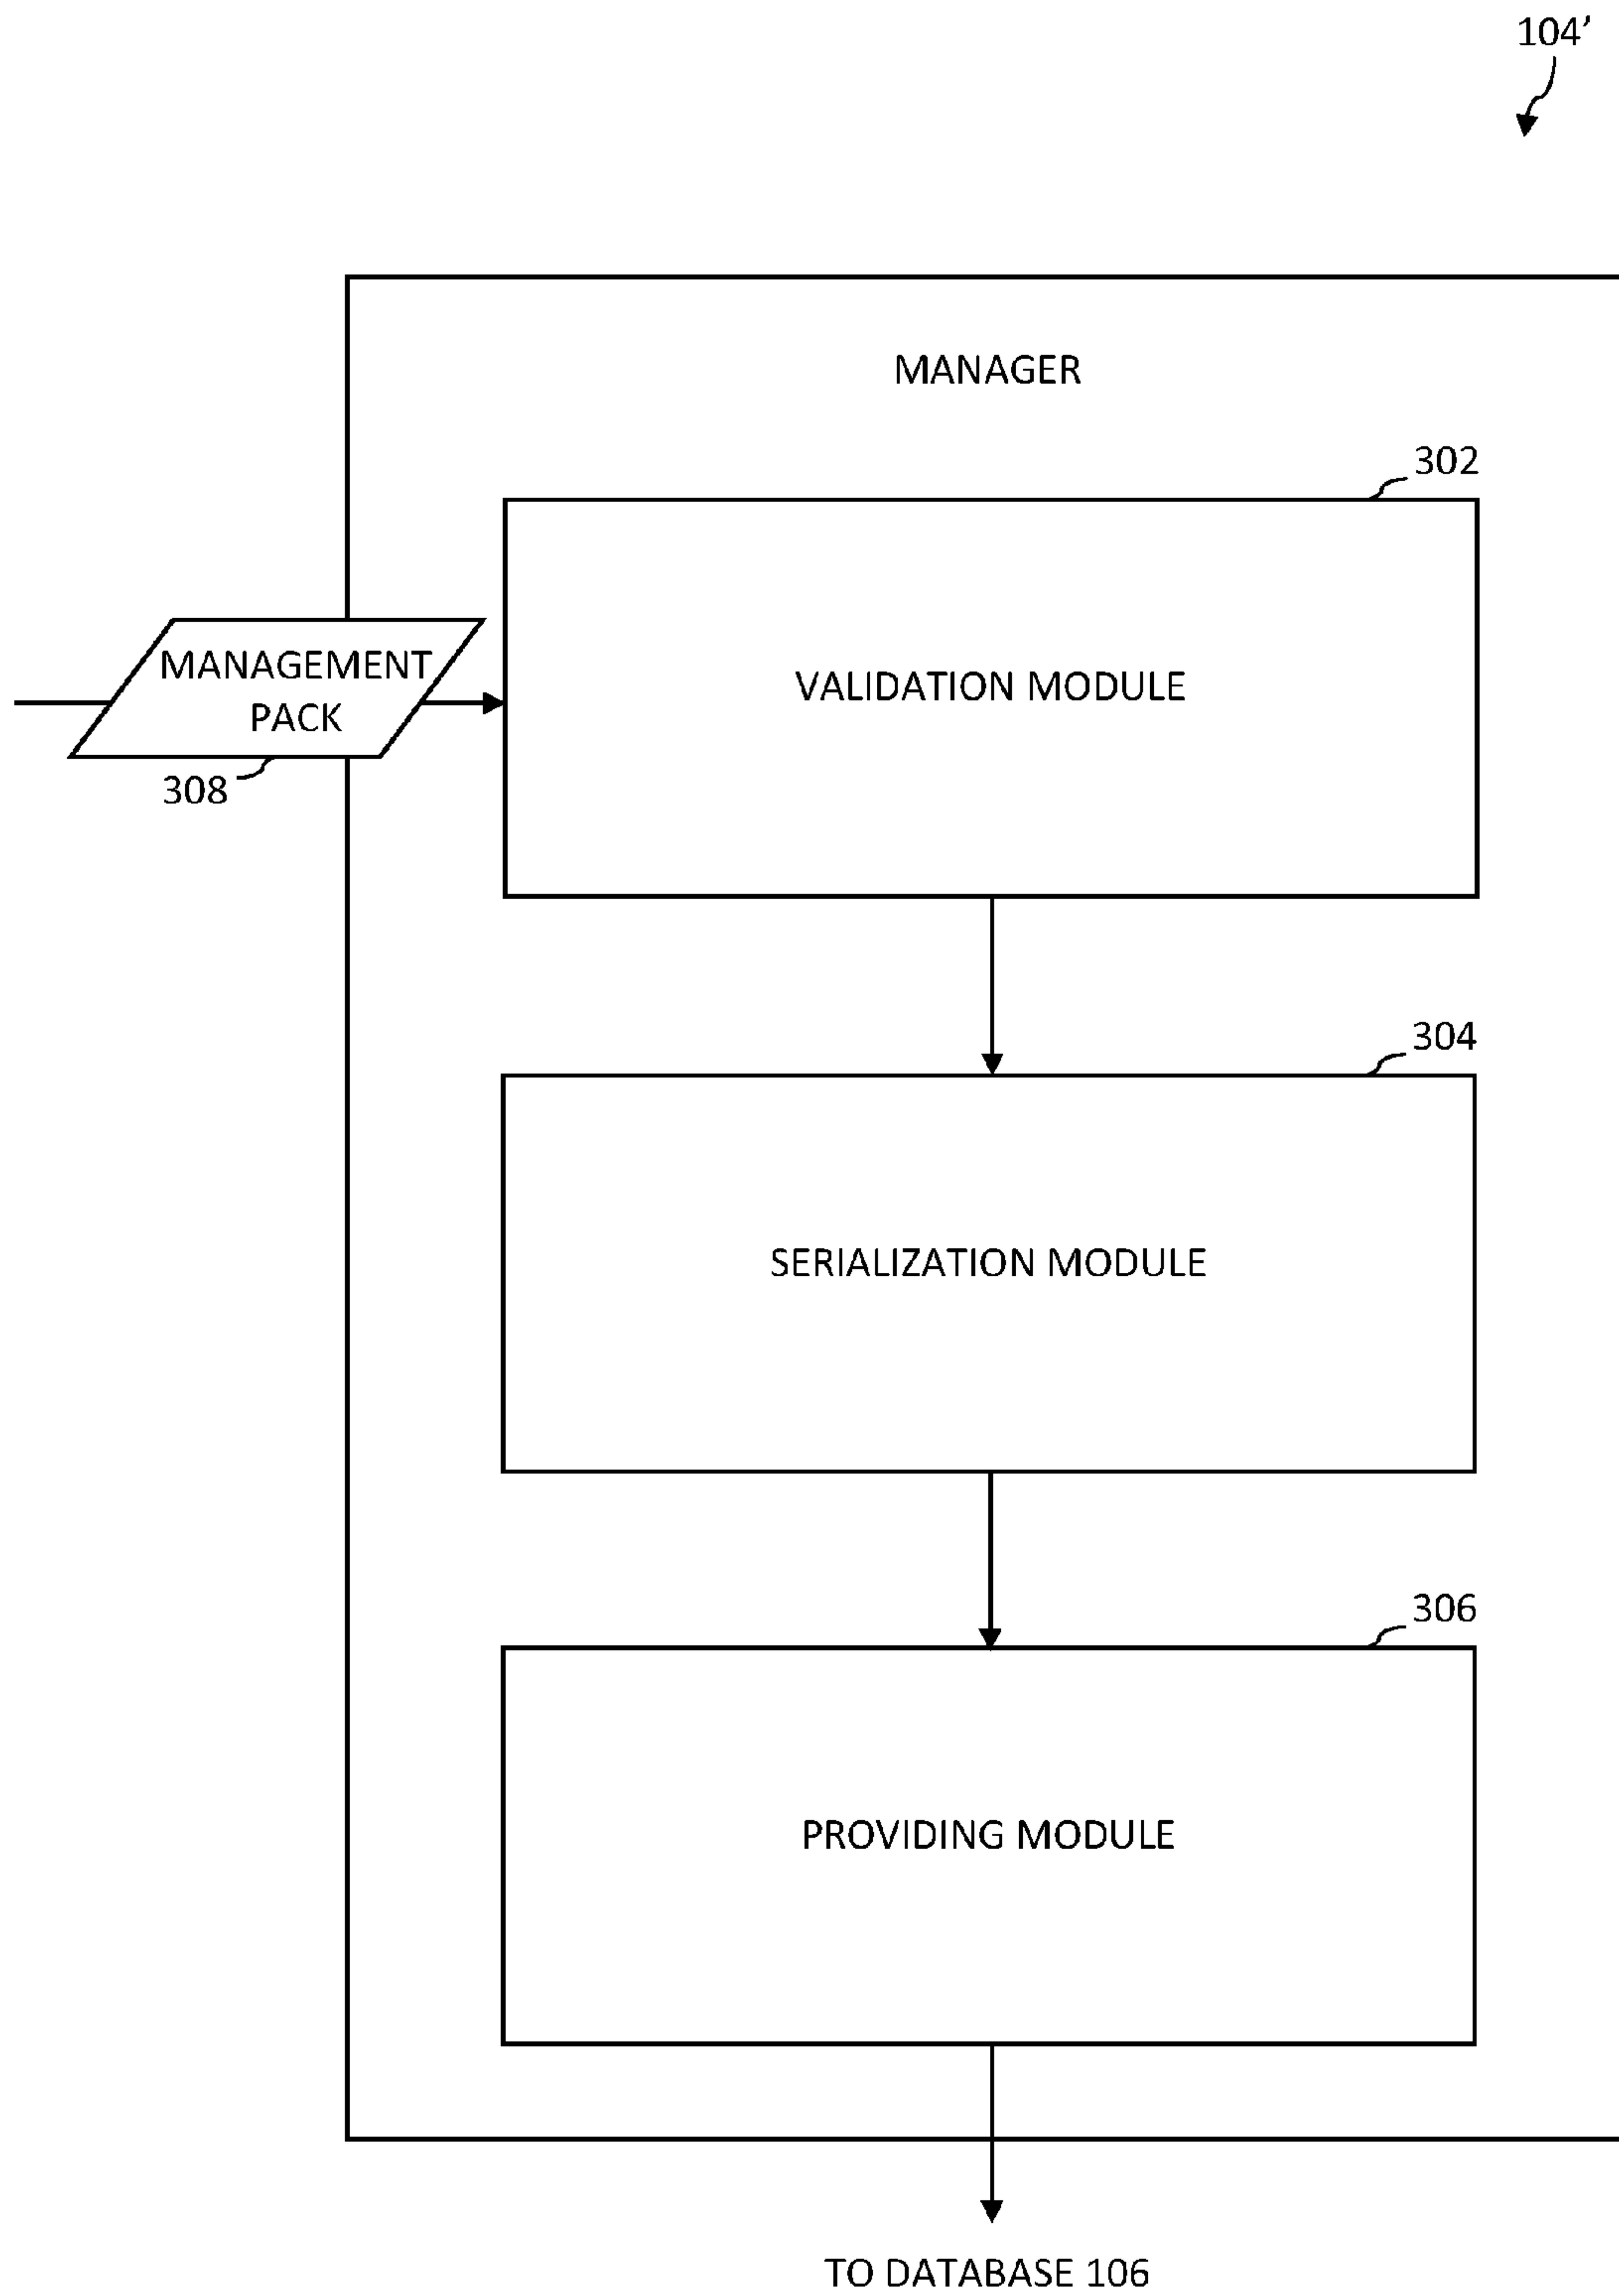 104’
MANAGER
302
VALIDATION MODULE
MANAGEMENT
PACK
308
304
SERIALIZATION MODULE
306
PROVIDING MODULE
TO DATABASE 106